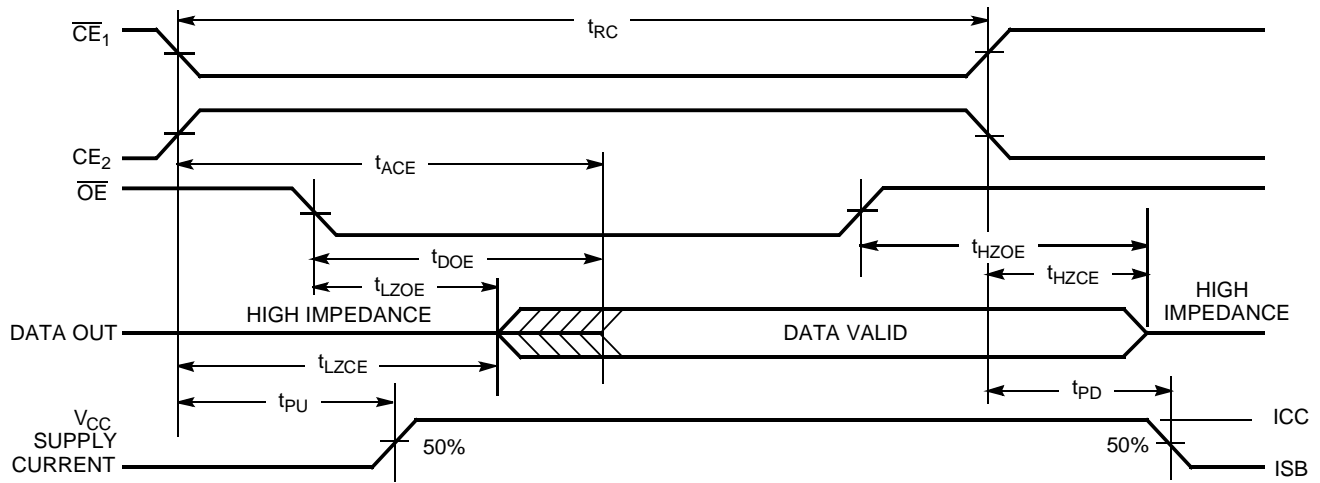 CE1
tRC
CE2
tACE
OE
tDOE
tHZOE
tLZOE
tHZCE
HIGH IMPEDANCE
HIGH
IMPEDANCE
DATA OUT
DATA VALID
tLZCE
tPU
tPD
VCC
SUPPLY
CURRENT
50%
50%
ICC
ISB